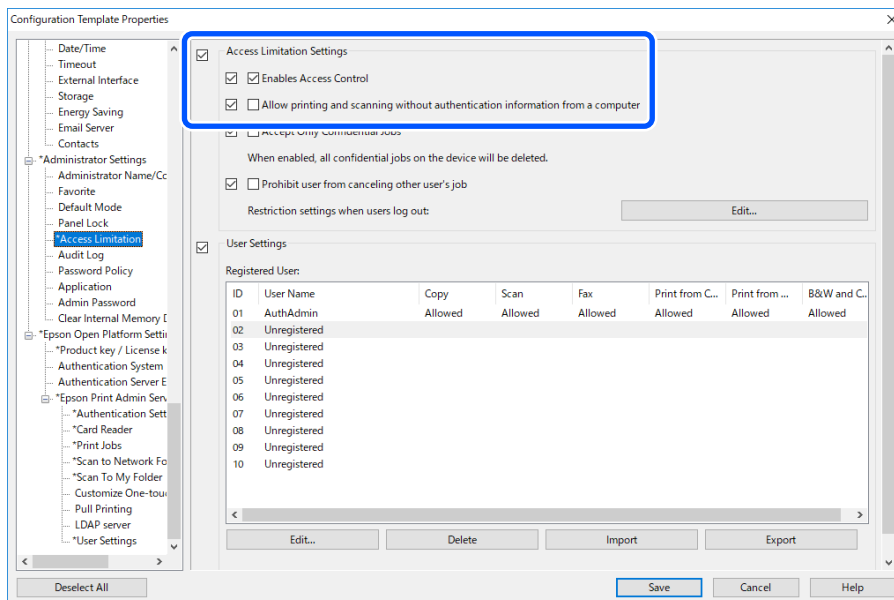 Configuration Template Properties
Date/Time
Timeout
External Interface
Storage
Energy Saving
Email Server
Contacts
*Administrator Settings
Administrator Name/Co
Favorite
Default Mode
Panel Lock
*Access Limitation
Audit Log
Password Policy
Application
Admin Password
Clear Internal Memory D
*Epson Open Platform Settin
*Product key / License k
Authentication System
Authentication Server E
*Epson Print Admin Serv
*Authentication Sett
*Card Reader
*Print Jobs
*Scan to Network Fo
*Scan To My Folder
Customize One-touc
Pull Printing
LDAP server
*User Settings
Access Limitation Settings
Enables Access Control
Allow printing and scanning without authentication information from a computer
Accept Only Confidential Jobs
When enabled, all confidential jobs on the device will be deleted.
Prohibit user from canceling other user's job
Restriction settings when users log out:
Edit...
User Settings
Registered User:
ID User Name Copy Scan Fax Print from C... Print from ... B&W and C..
01 AuthAdmin Allowed Allowed Allowed Allowed Allowed Allowed
02 Unregistered
03 Unregistered
04 Unregistered
05 Unregistered
06 Unregistered
07 Unregistered
08 Unregistered
09 Unregistered
10 Unregistered
Edit... Delete Import Export
Deselect All Save Cancel Help